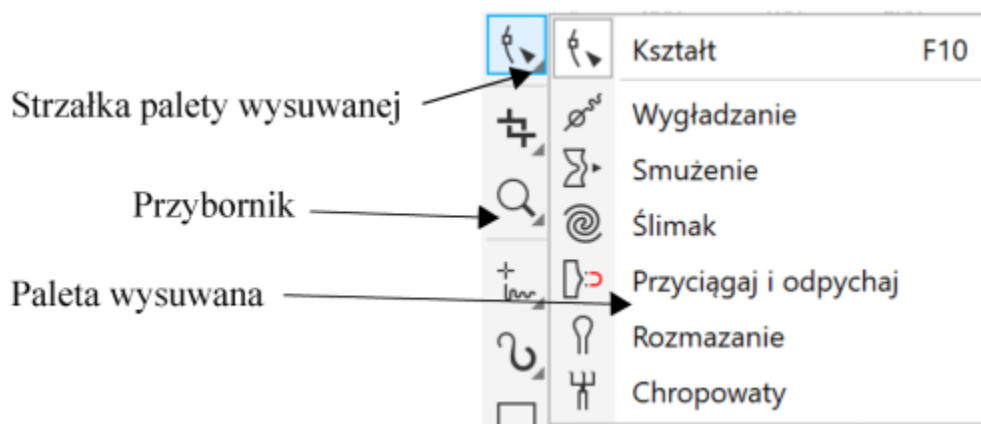 Kształt F10
Strzałka palety wysuwanej
Wygładzanie
Smużenie
Przybornik
Ślimak
Paleta wysuwana
Przyciągaj i odpychaj
Rozmazanie
Chropowaty